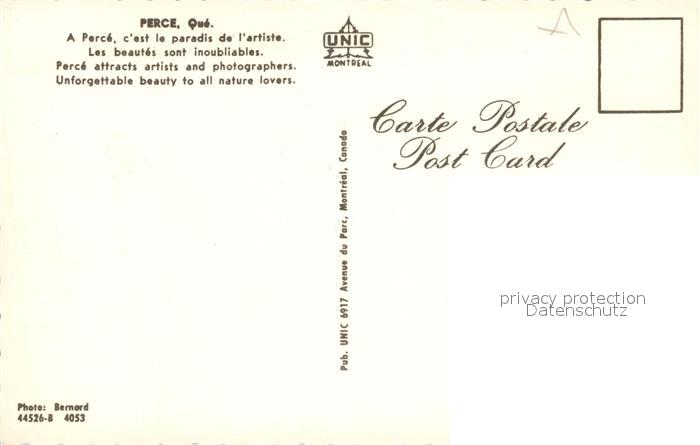 PERCE, Qué.
A Percé, c'est le paradis de l'artiste.
Les beautés sont inoubliables.
Percé attracts artists and photographers.
Unforgettable beauty to all nature lovers.
UNIC
MONTREAL
Carte Postale
Post Card
Pub. UNIC 6917 Avenue du Parc, Montréal, Canada
privacy protection
Datenschutz
Photo: Bernard
44526-B 4053